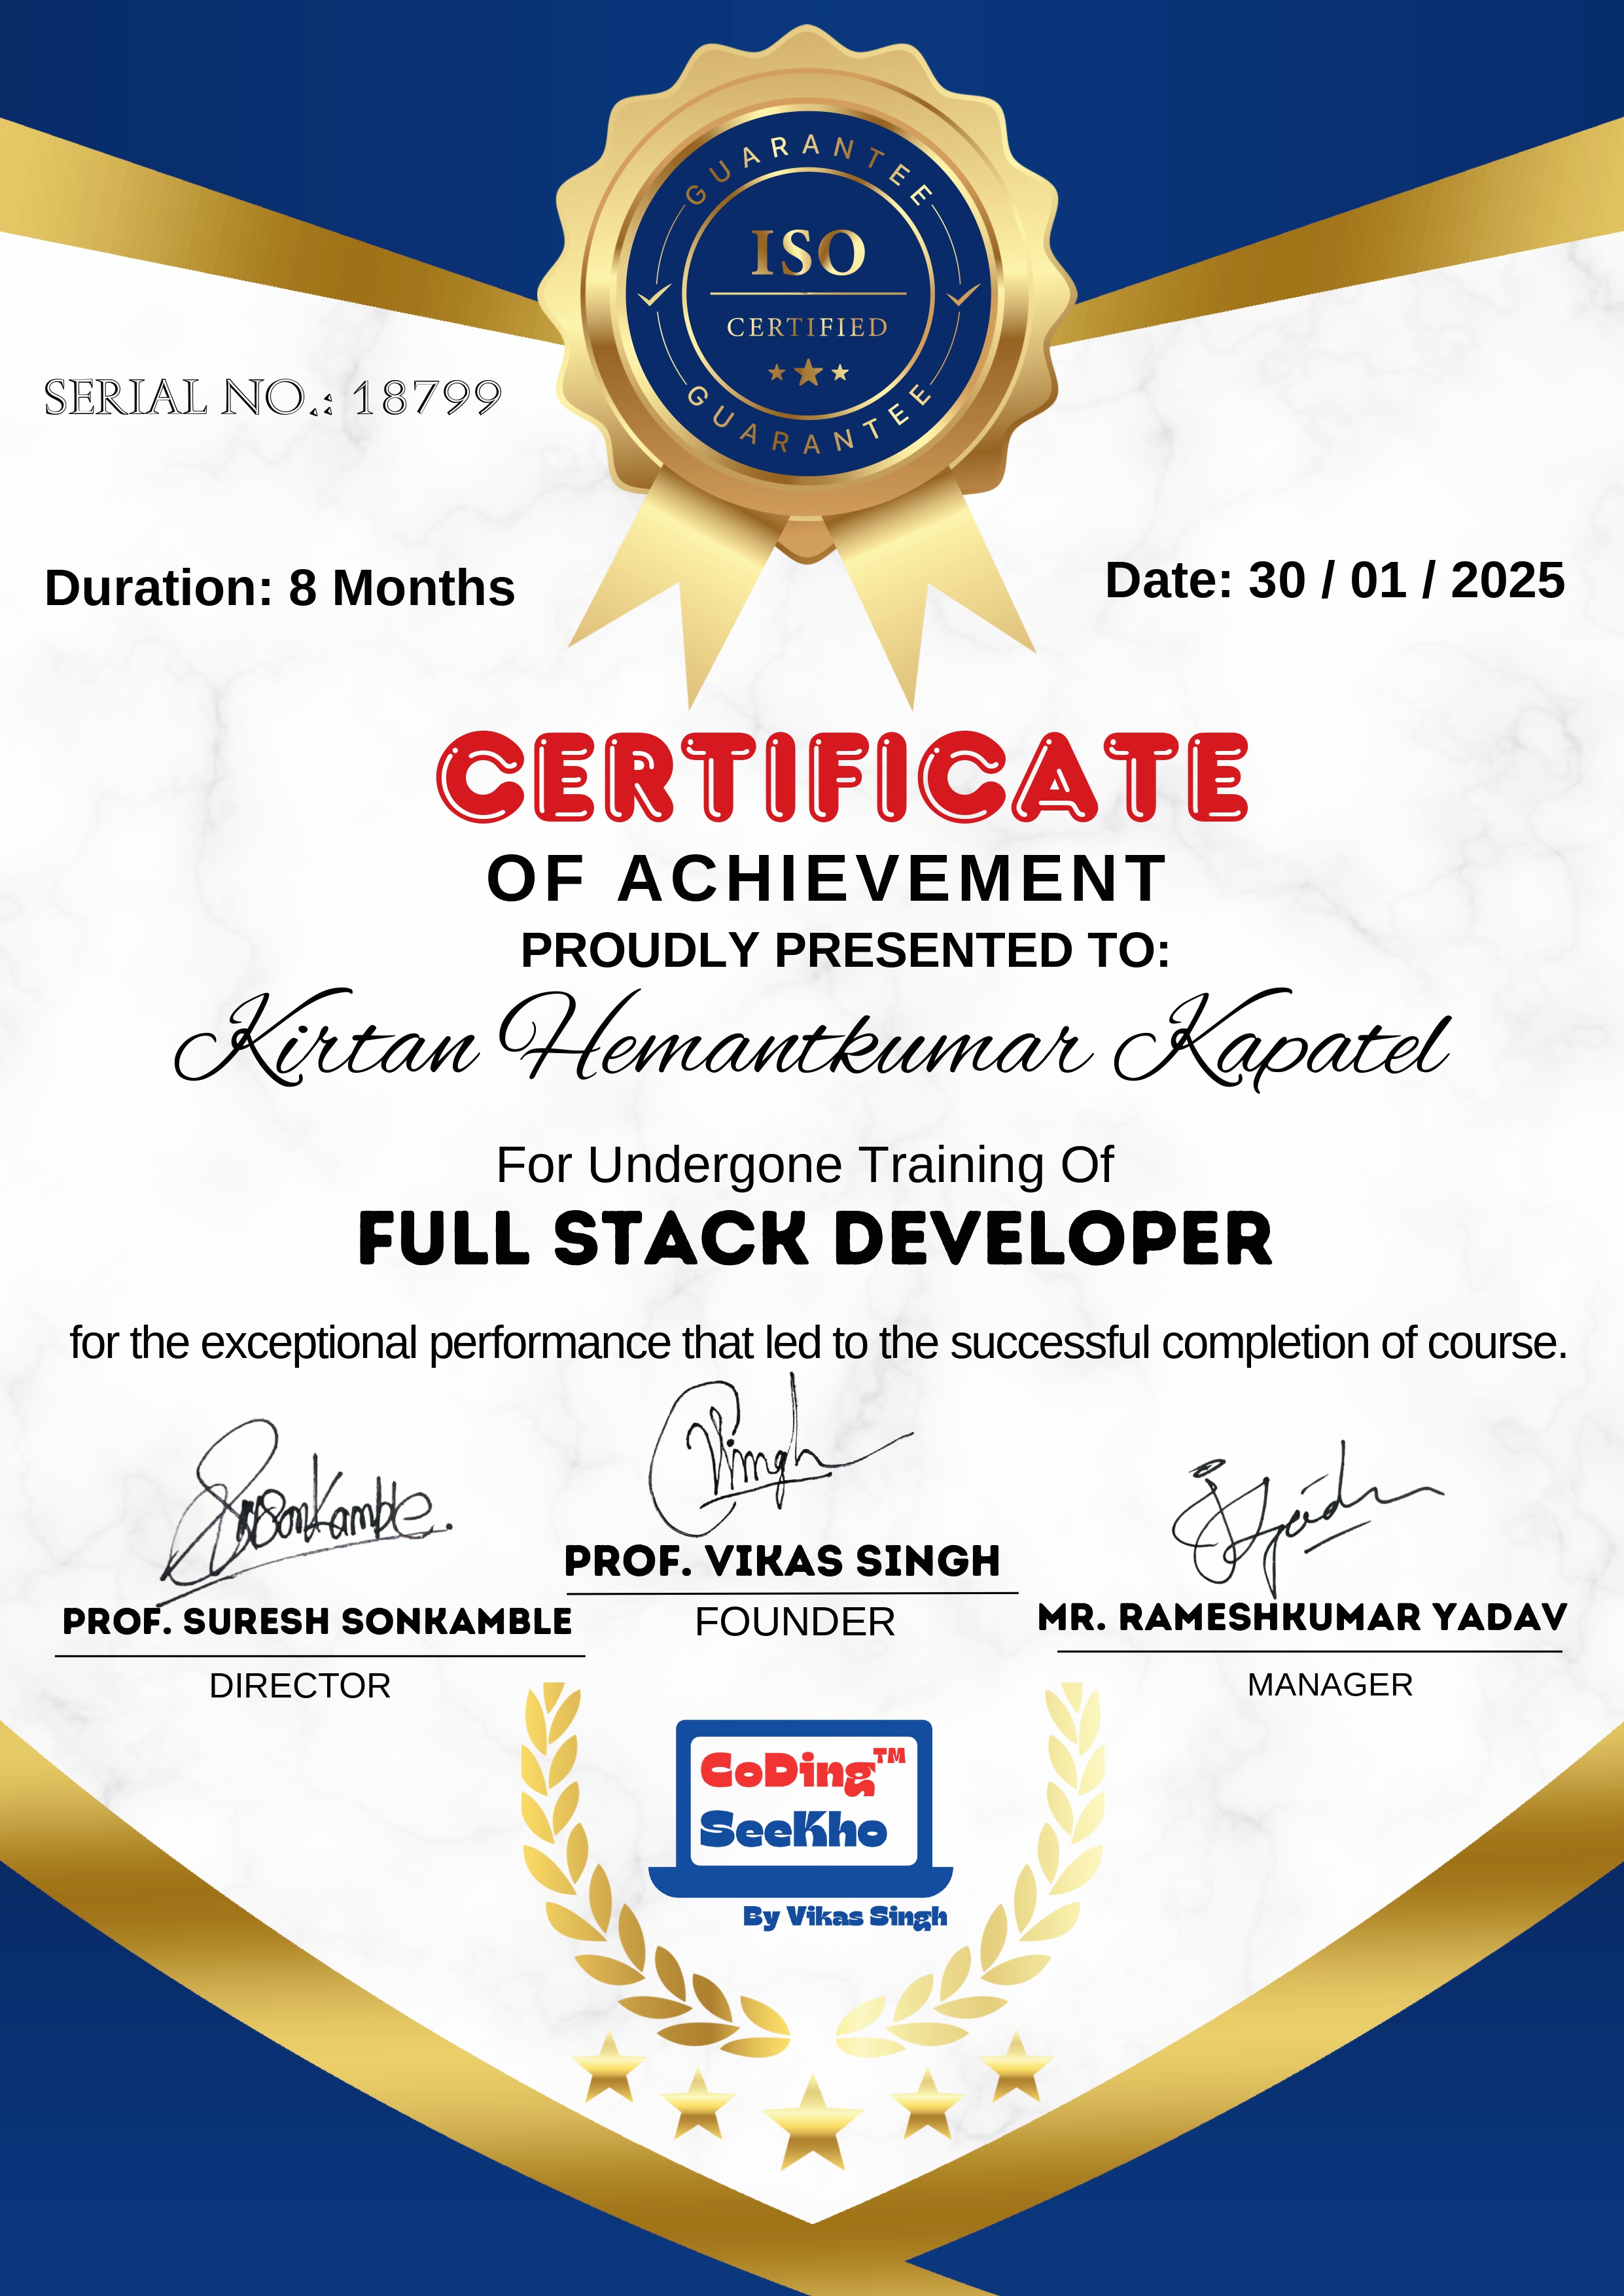 GUARANTEE
ISO
CERTIFIED
GUARANTEE
SERIAL NO.: 18799
Duration: 8 Months
Date: 30 / 01 / 2025
CERTIFICATE
OF ACHIEVEMENT
PROUDLY PRESENTED TO:
Kirtan Hemantkumar Kapatel
For Undergone Training Of
FULL STACK DEVELOPER
for the exceptional performance that led to the successful completion of course.
PROF. SURESH SONKAMBLE
DIRECTOR
PROF. VIKAS SINGH
FOUNDER
MR. RAMESHKUMAR YADAV
MANAGER
CoDing™
SeeKho
By Vikas Singh